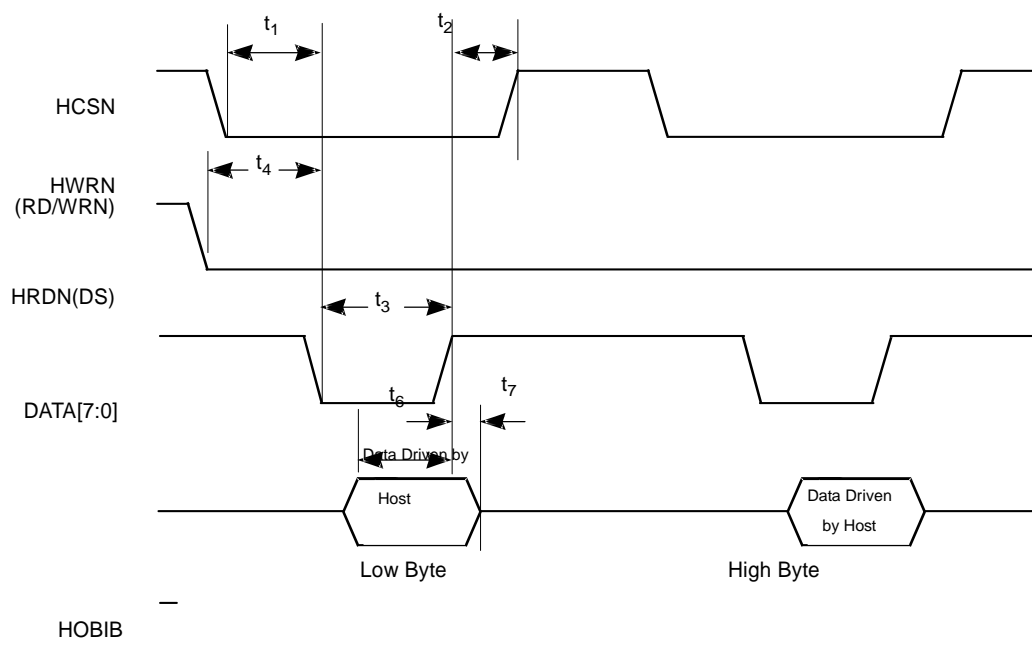 t1
t2
HCSN
t4
HWRN
(RD/WRN)
HRDN(DS)
t3
t6
t7
DATA[7:0]
Data Driven by
Host
Data Driven
by Host
Low Byte
High Byte
HOBIB